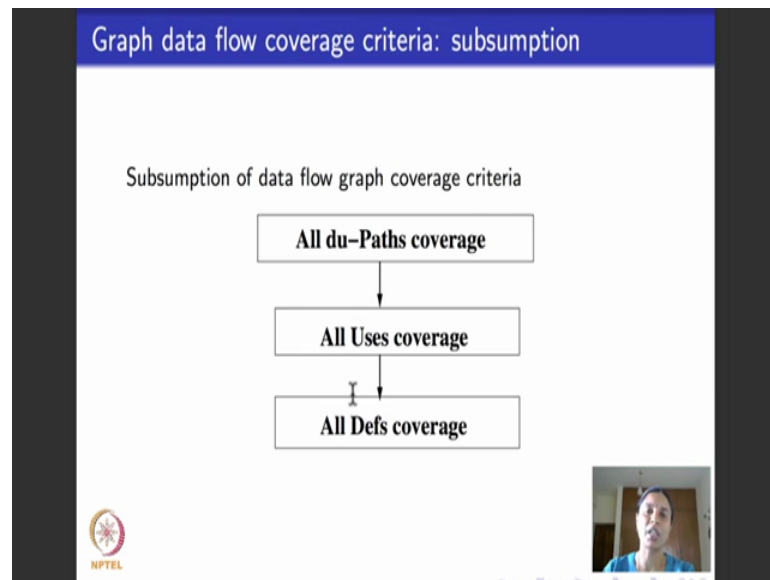 Graph data flow coverage criteria: subsumption
Subsumption of data flow graph coverage criteria
All du-Paths coverage
All Uses coverage
All Defs coverage
NPTEL